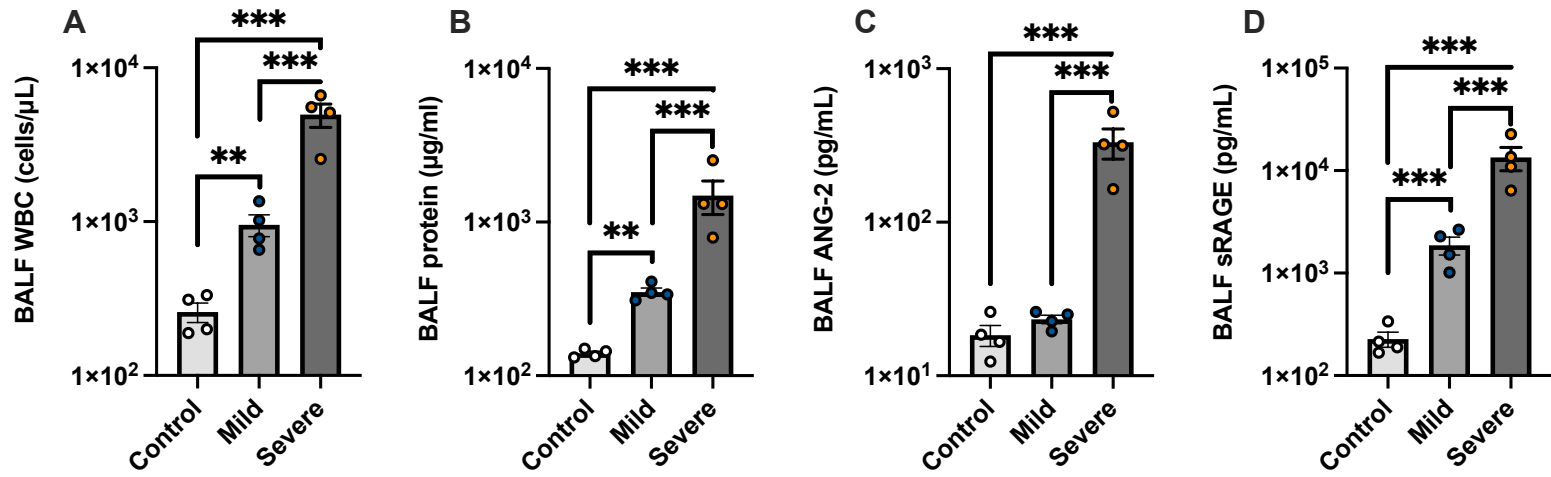 A
BALF WBC (cells/µL)
1×10⁴
1×10³
1×10²
***
***
**
Control
Mild
Severe
B
BALF protein (µg/ml)
1×10⁴
1×10³
1×10²
***
***
**
Control
Mild
Severe
C
BALF ANG-2 (pg/mL)
1×10³
1×10²
1×10¹
***
***
Control
Mild
Severe
D
BALF sRAGE (pg/mL)
1×10⁵
1×10⁴
1×10³
1×10²
***
***
***
Control
Mild
Severe